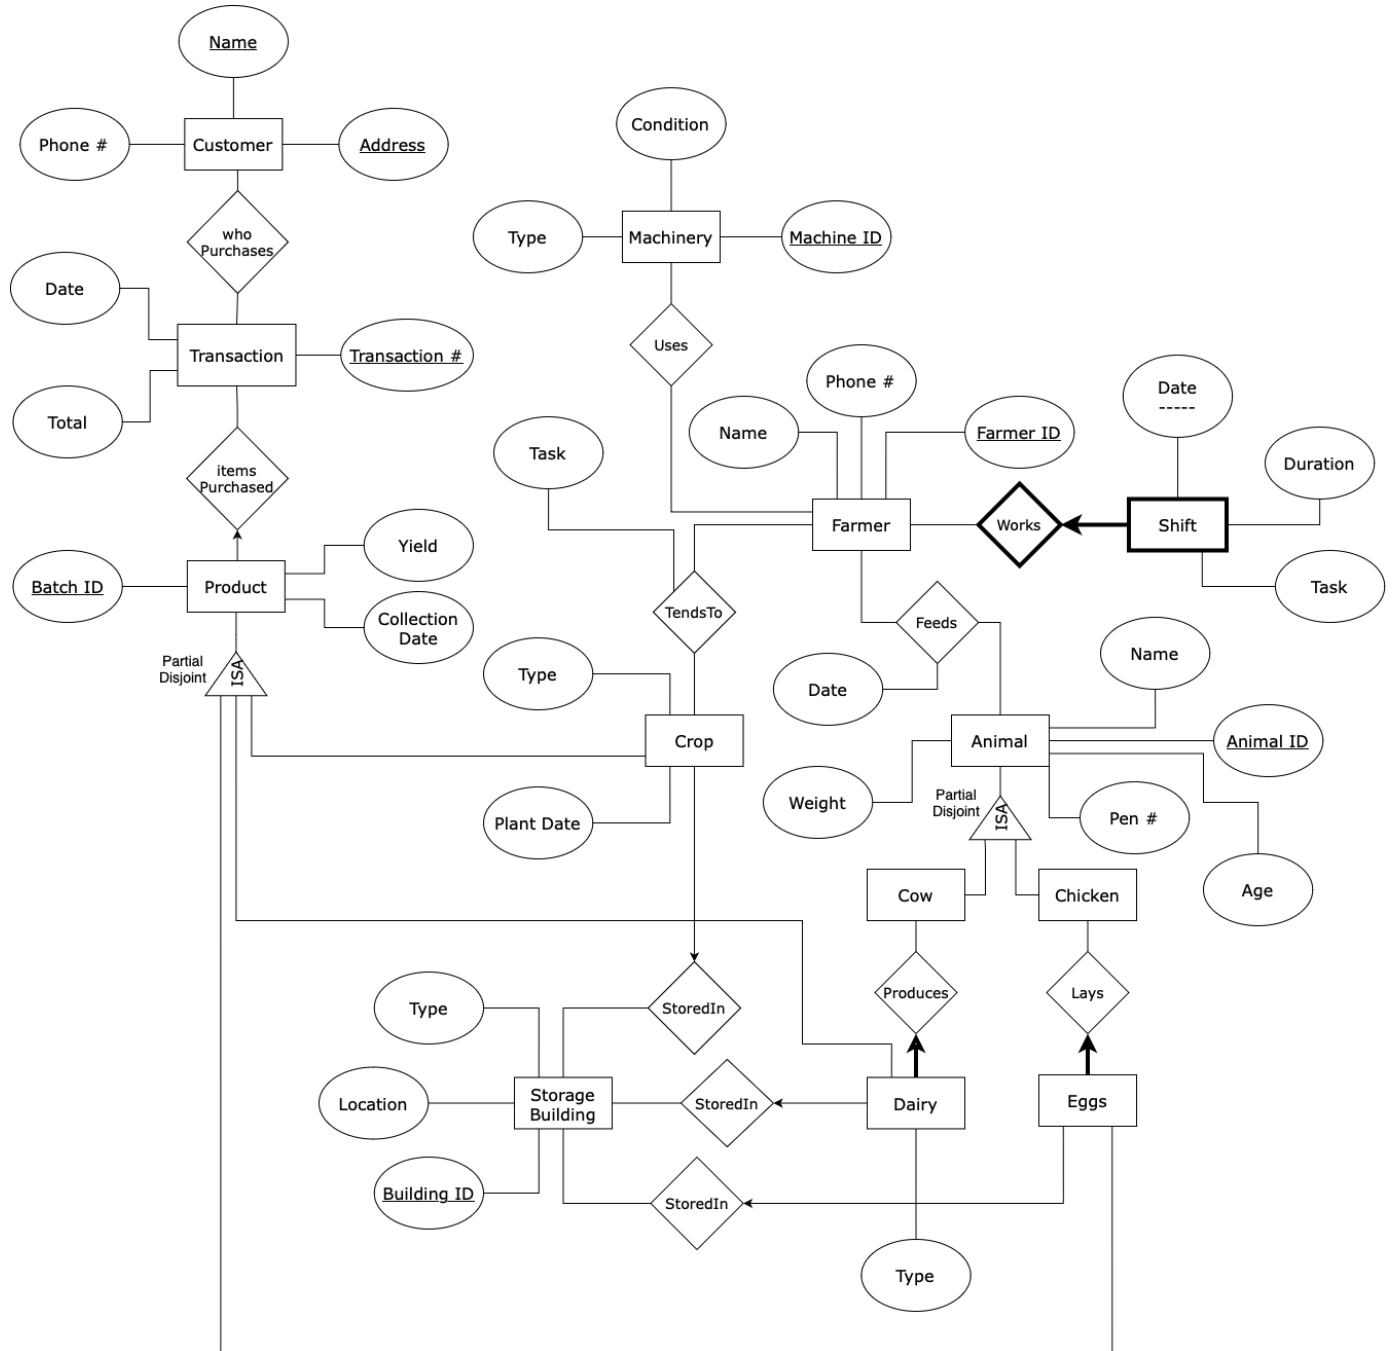 Name
Phone #
Customer
Address
Condition
who
Purchases
Type
Machinery
Machine ID
Date
Transaction
Transaction #
Uses
Total
Phone #
Date
-----
Name
Farmer ID
Task
Duration
items
Purchased
Farmer
Works
Shift
Yield
Batch ID
Product
Task
Collection
Date
TendsTo
Feeds
Partial
Disjoint
ISA
Type
Date
Name
Crop
Animal
Animal ID
Weight
Partial
Disjoint
ISA
Plant Date
Pen #
Cow
Chicken
Age
Produces
Lays
Type
StoredIn
Location
Storage
Building
StoredIn
Dairy
Eggs
Building ID
StoredIn
Type